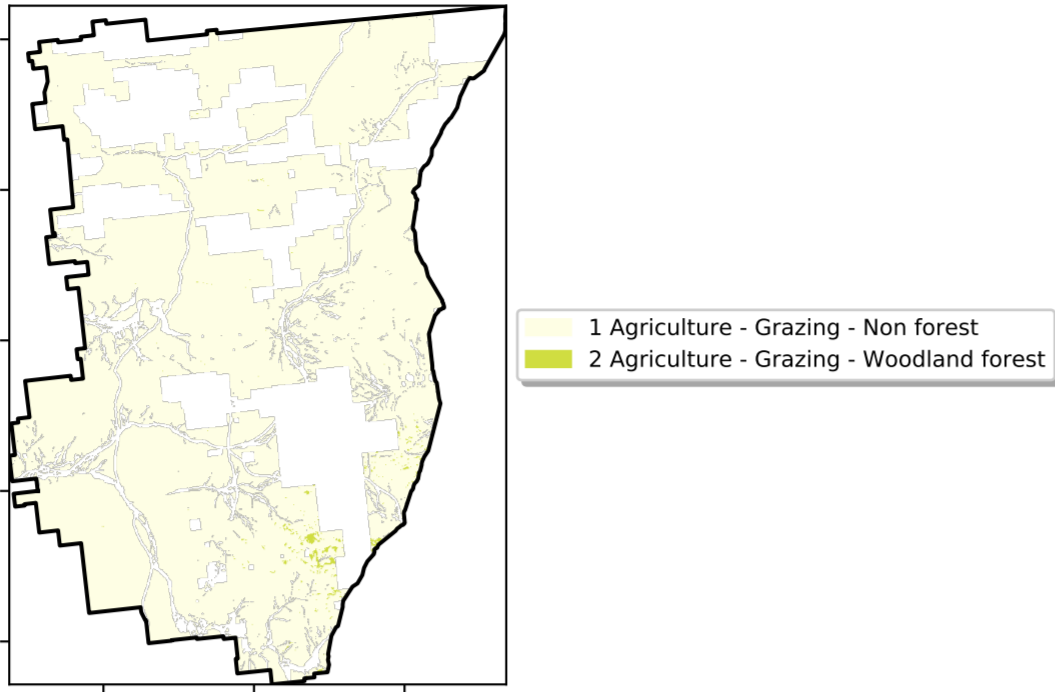 1 Agriculture - Grazing - Non forest
2 Agriculture - Grazing - Woodland forest